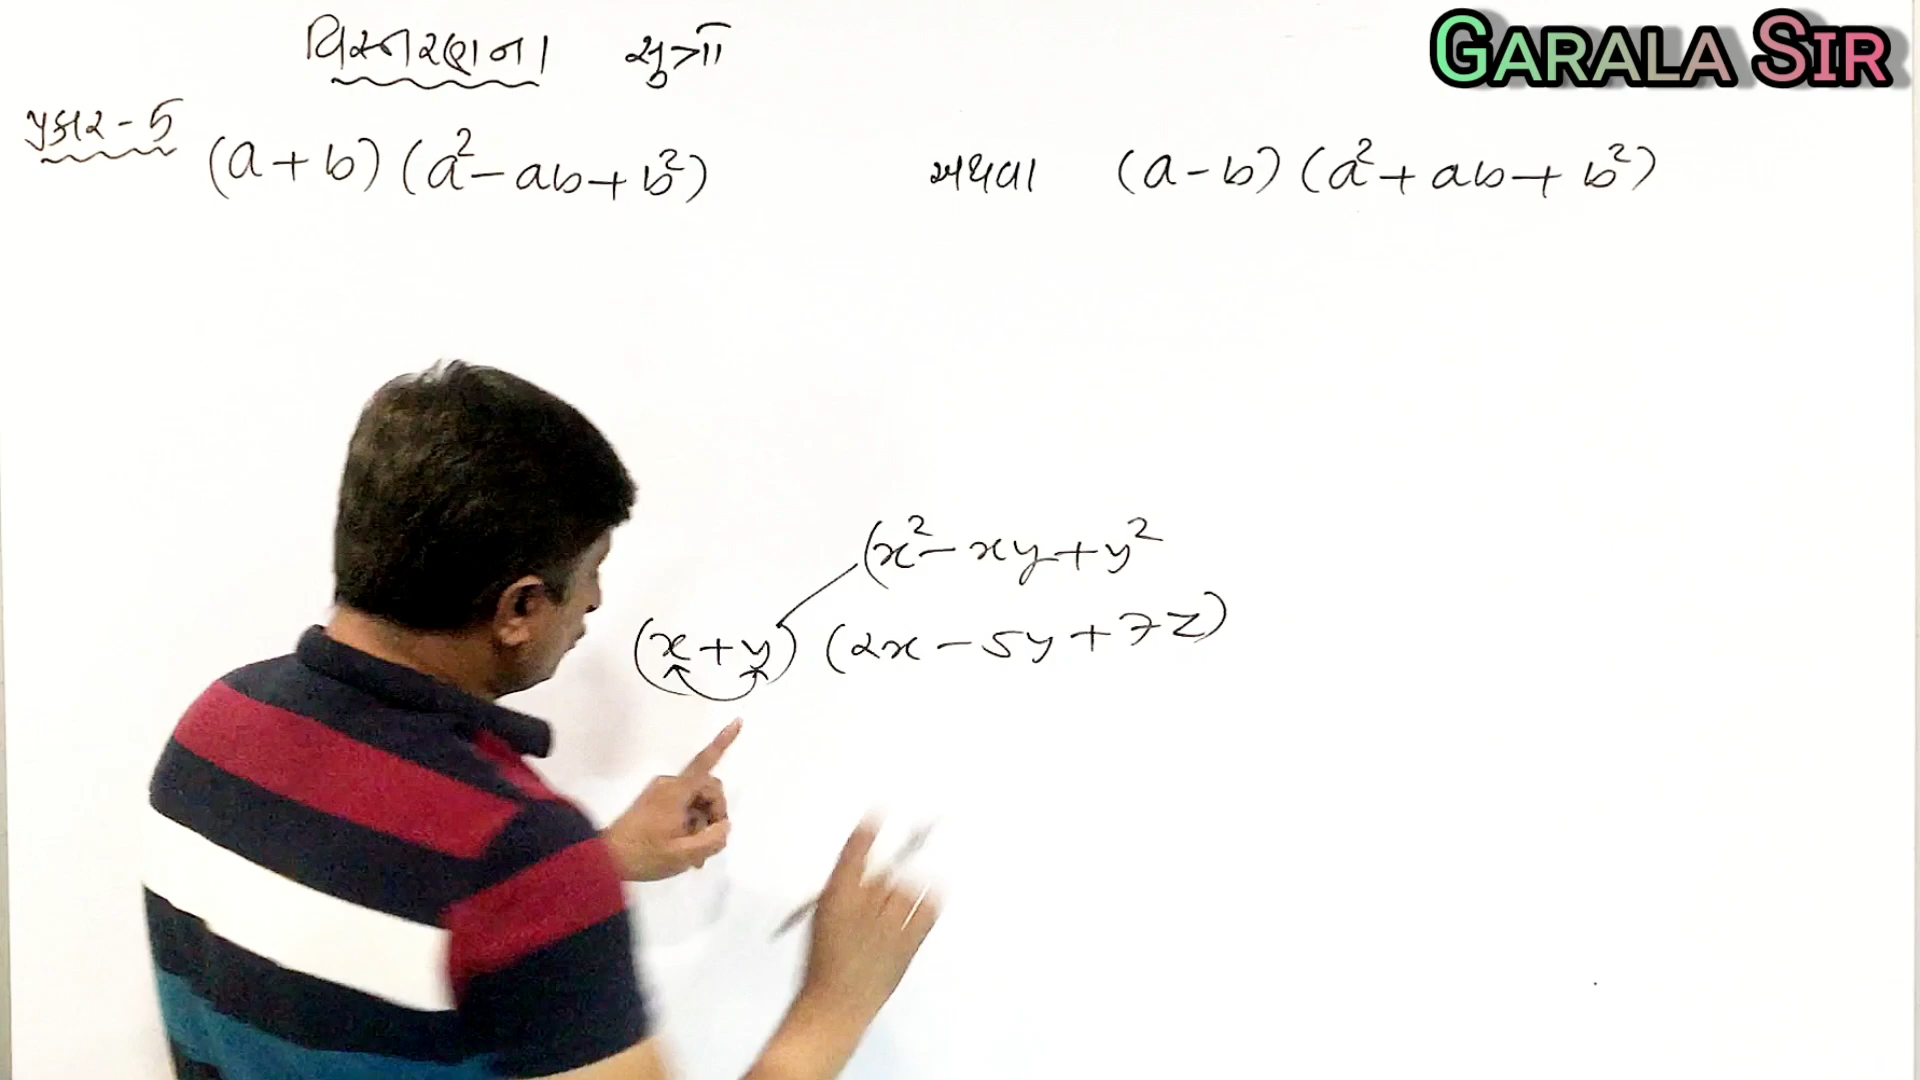 GARALA SIR
વિસ્તરણના સુત્રો
પ્રકાર - 5 (a + b) (a² - ab + b²) અથવા (a - b) (a² + ab + b²)
(x² - xy + y²
(x + y) (2x - 5y + 7z)